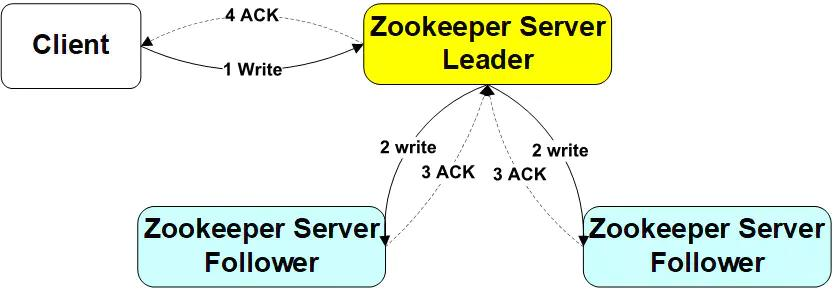 4 ACK
Client
Zookeeper Server
Leader
1 Write
2 write
3 ACK
3 ACK
2 write
Zookeeper Server
Follower
Zookeeper Server
Follower